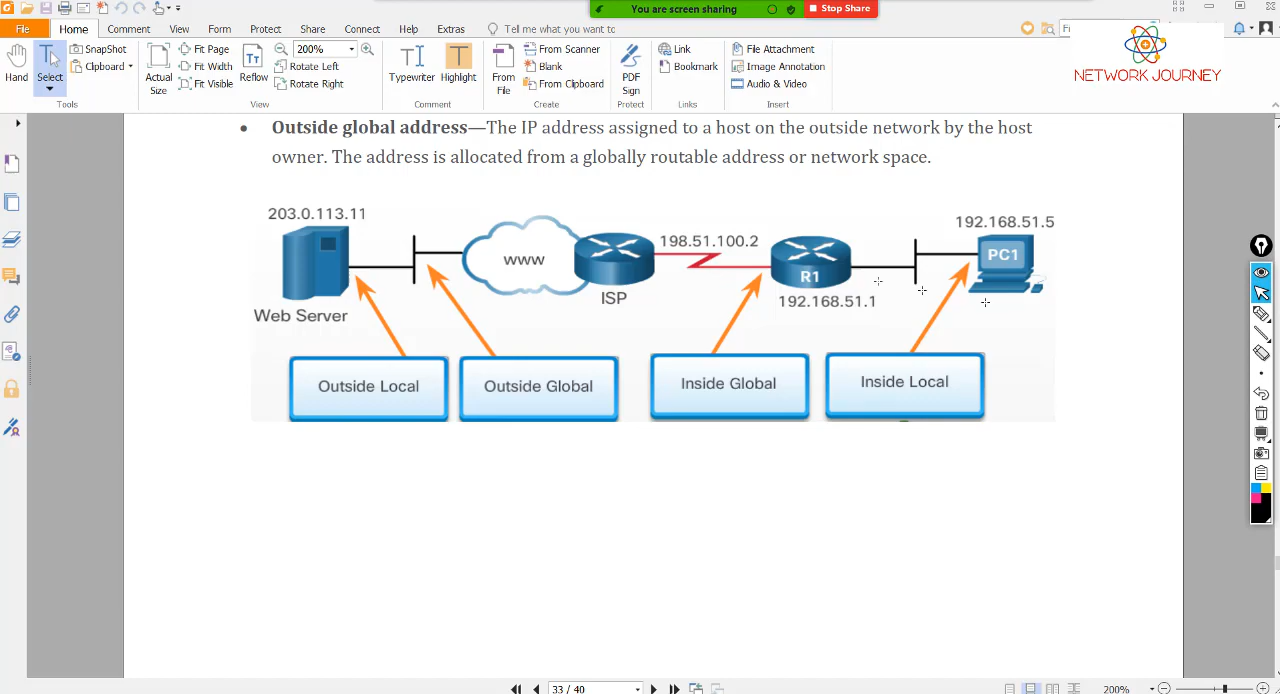 You are screen sharing
Stop Share
File Home Comment View Form Protect Share Connect Help Extras Tell me what you want to
Hand
Select
SnapShot
Clipboard
Tools
Actual Size
Fit Page
Fit Width
Fit Visible
Reflow
200%
Rotate Left
Rotate Right
View
Typewriter
Highlight
Comment
From File
From Scanner
Blank
From Clipboard
Create
PDF Sign
Protect
Link
Bookmark
Links
File Attachment
Image Annotation
Audio & Video
Insert
NETWORK JOURNEY
• Outside global address—The IP address assigned to a host on the outside network by the host
owner. The address is allocated from a globally routable address or network space.
203.0.113.11
Web Server
www
ISP
198.51.100.2
R1
192.168.51.1
192.168.51.5
PC1
Outside Local
Outside Global
Inside Global
Inside Local
33 / 40
200%